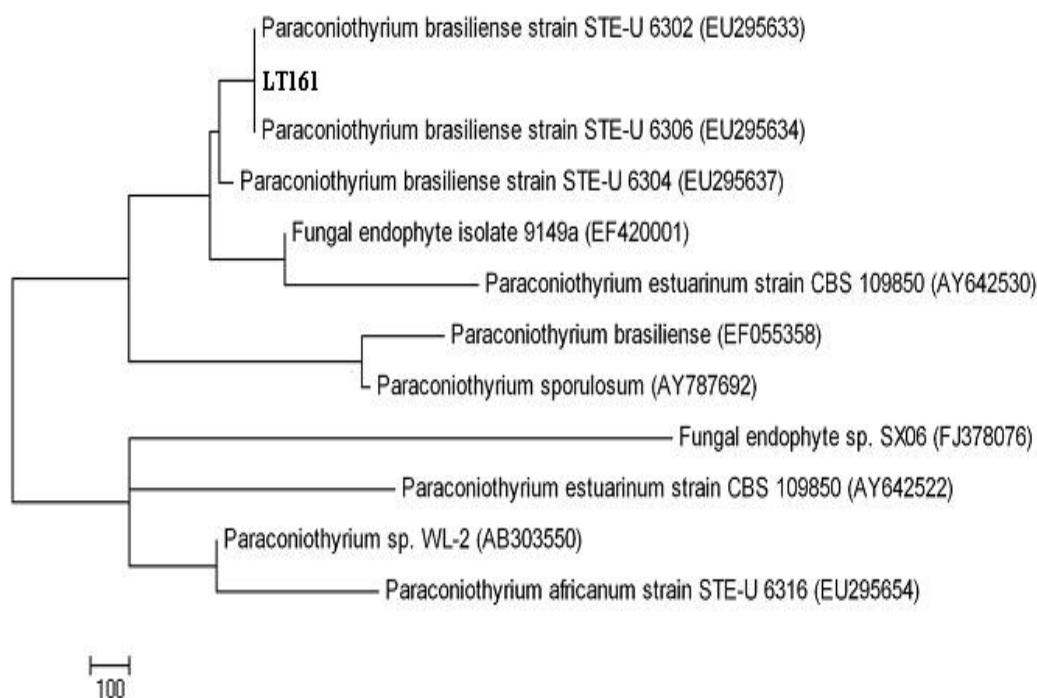 Paraconiothyrium brasiliense strain STE-U 6302 (EU295633)
LT161
Paraconiothyrium brasiliense strain STE-U 6306 (EU295634)
Paraconiothyrium brasiliense strain STE-U 6304 (EU295637)
Fungal endophyte isolate 9149a (EF420001)
Paraconiothyrium estuarinum strain CBS 109850 (AY642530)
Paraconiothyrium brasiliense (EF055358)
Paraconiothyrium sporulosum (AY787692)
Fungal endophyte sp. SX06 (FJ378076)
Paraconiothyrium estuarinum strain CBS 109850 (AY642522)
Paraconiothyrium sp. WL-2 (AB303550)
Paraconiothyrium africanum strain STE-U 6316 (EU295654)
100